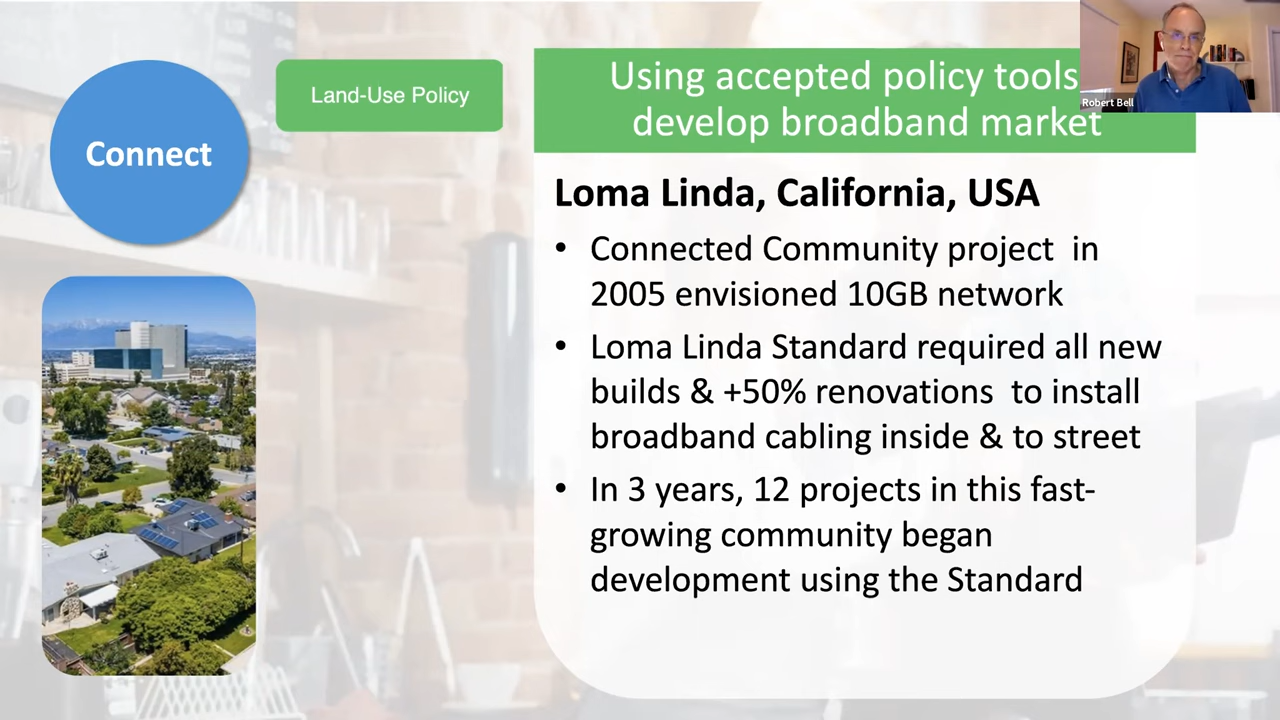 Connect
Land-Use Policy
Using accepted policy tools
develop broadband market
Robert Bell
Loma Linda, California, USA
• Connected Community project in
2005 envisioned 10GB network
• Loma Linda Standard required all new
builds & +50% renovations to install
broadband cabling inside & to street
• In 3 years, 12 projects in this fast-
growing community began
development using the Standard